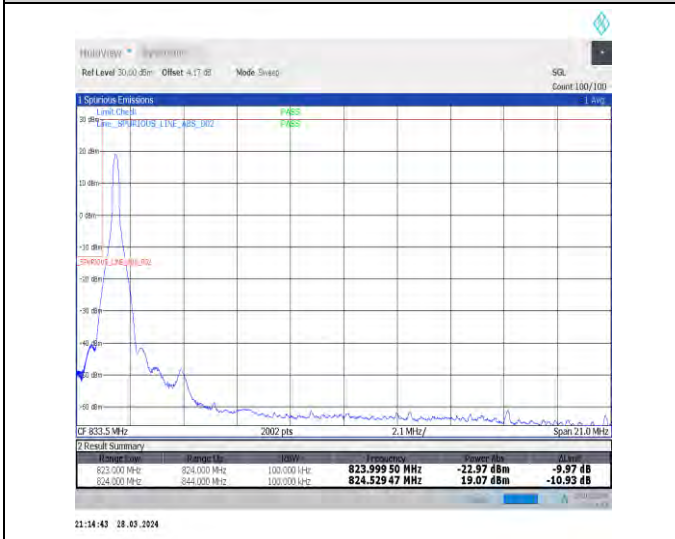 MultiView
Ref Level 30.00 dBm Offset 4.17 dB Mode Sweep SGL
Count 100/100
1 Spurious Emissions 1 Avg
Limit Check PASS
30 dBm Line _SPURIOUS_LINE_ABS_002 PASS
20 dBm
10 dBm
0 dBm
-10 dBm
_SPURIOUS_LINE_ABS_002
-20 dBm
-30 dBm
-40 dBm
-50 dBm
-60 dBm
CF 833.5 MHz 2002 pts 2.1 MHz/ Span 21.0 MHz
2 Result Summary
Range Low Range Up RBW Frequency Power Abs ΔLimit
823.000 MHz 824.000 MHz 100.000 kHz 823.999 50 MHz -22.97 dBm -9.97 dB
824.000 MHz 844.000 MHz 100.000 kHz 824.529 47 MHz 19.07 dBm -10.93 dB
21:14:43 28.03.2024